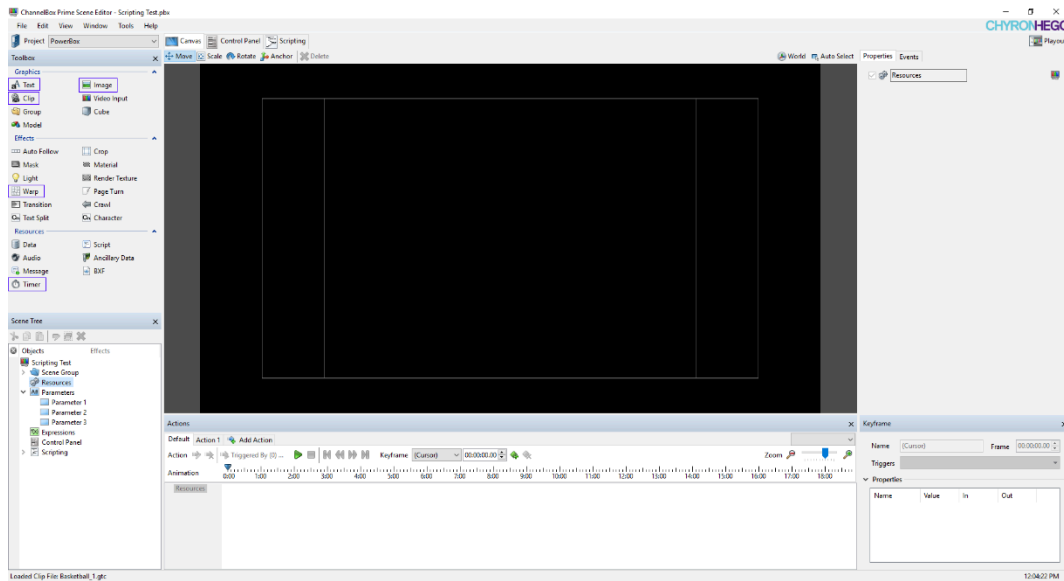 ChannelBox Prime Scene Editor - Scripting Test.pbx
File Edit View Window Tools Help
CHYRONHEGO
Project PowerBox Canvas Control Panel Scripting Playou
Toolbox Move Scale Rotate Anchor Delete World Auto Select Properties Events
Graphics
Resources
Text Image
Clip Video Input
Group Cube
Model
Effects
Auto Follow Crop
Mask Material
Light Render Texture
Warp Page Turn
Transition Crawl
Text Split Character
Resources
Data Script
Audio Ancillary Data
Message BXF
Timer
Scene Tree
Objects Effects
Scripting Test
Scene Group
Resources
Parameters
Parameter 1
Parameter 2
Parameter 3
Expressions
Control Panel
Scripting
Actions
Default Action 1 Add Action
Action Triggered By (0) ... Keyframe (Cursor) 00:00:00.00 Zoom
Animation 0:00 1:00 2:00 3:00 4:00 5:00 6:00 7:00 8:00 9:00 10:00 11:00 12:00 13:00 14:00 15:00 16:00 17:00 18:00
Resources
Keyframe
Name (Cursor) Frame 00:00:00.00
Triggers
Properties
Name Value In Out
Loaded Clip File: Basketball_1.gtc 12:04:22 PM